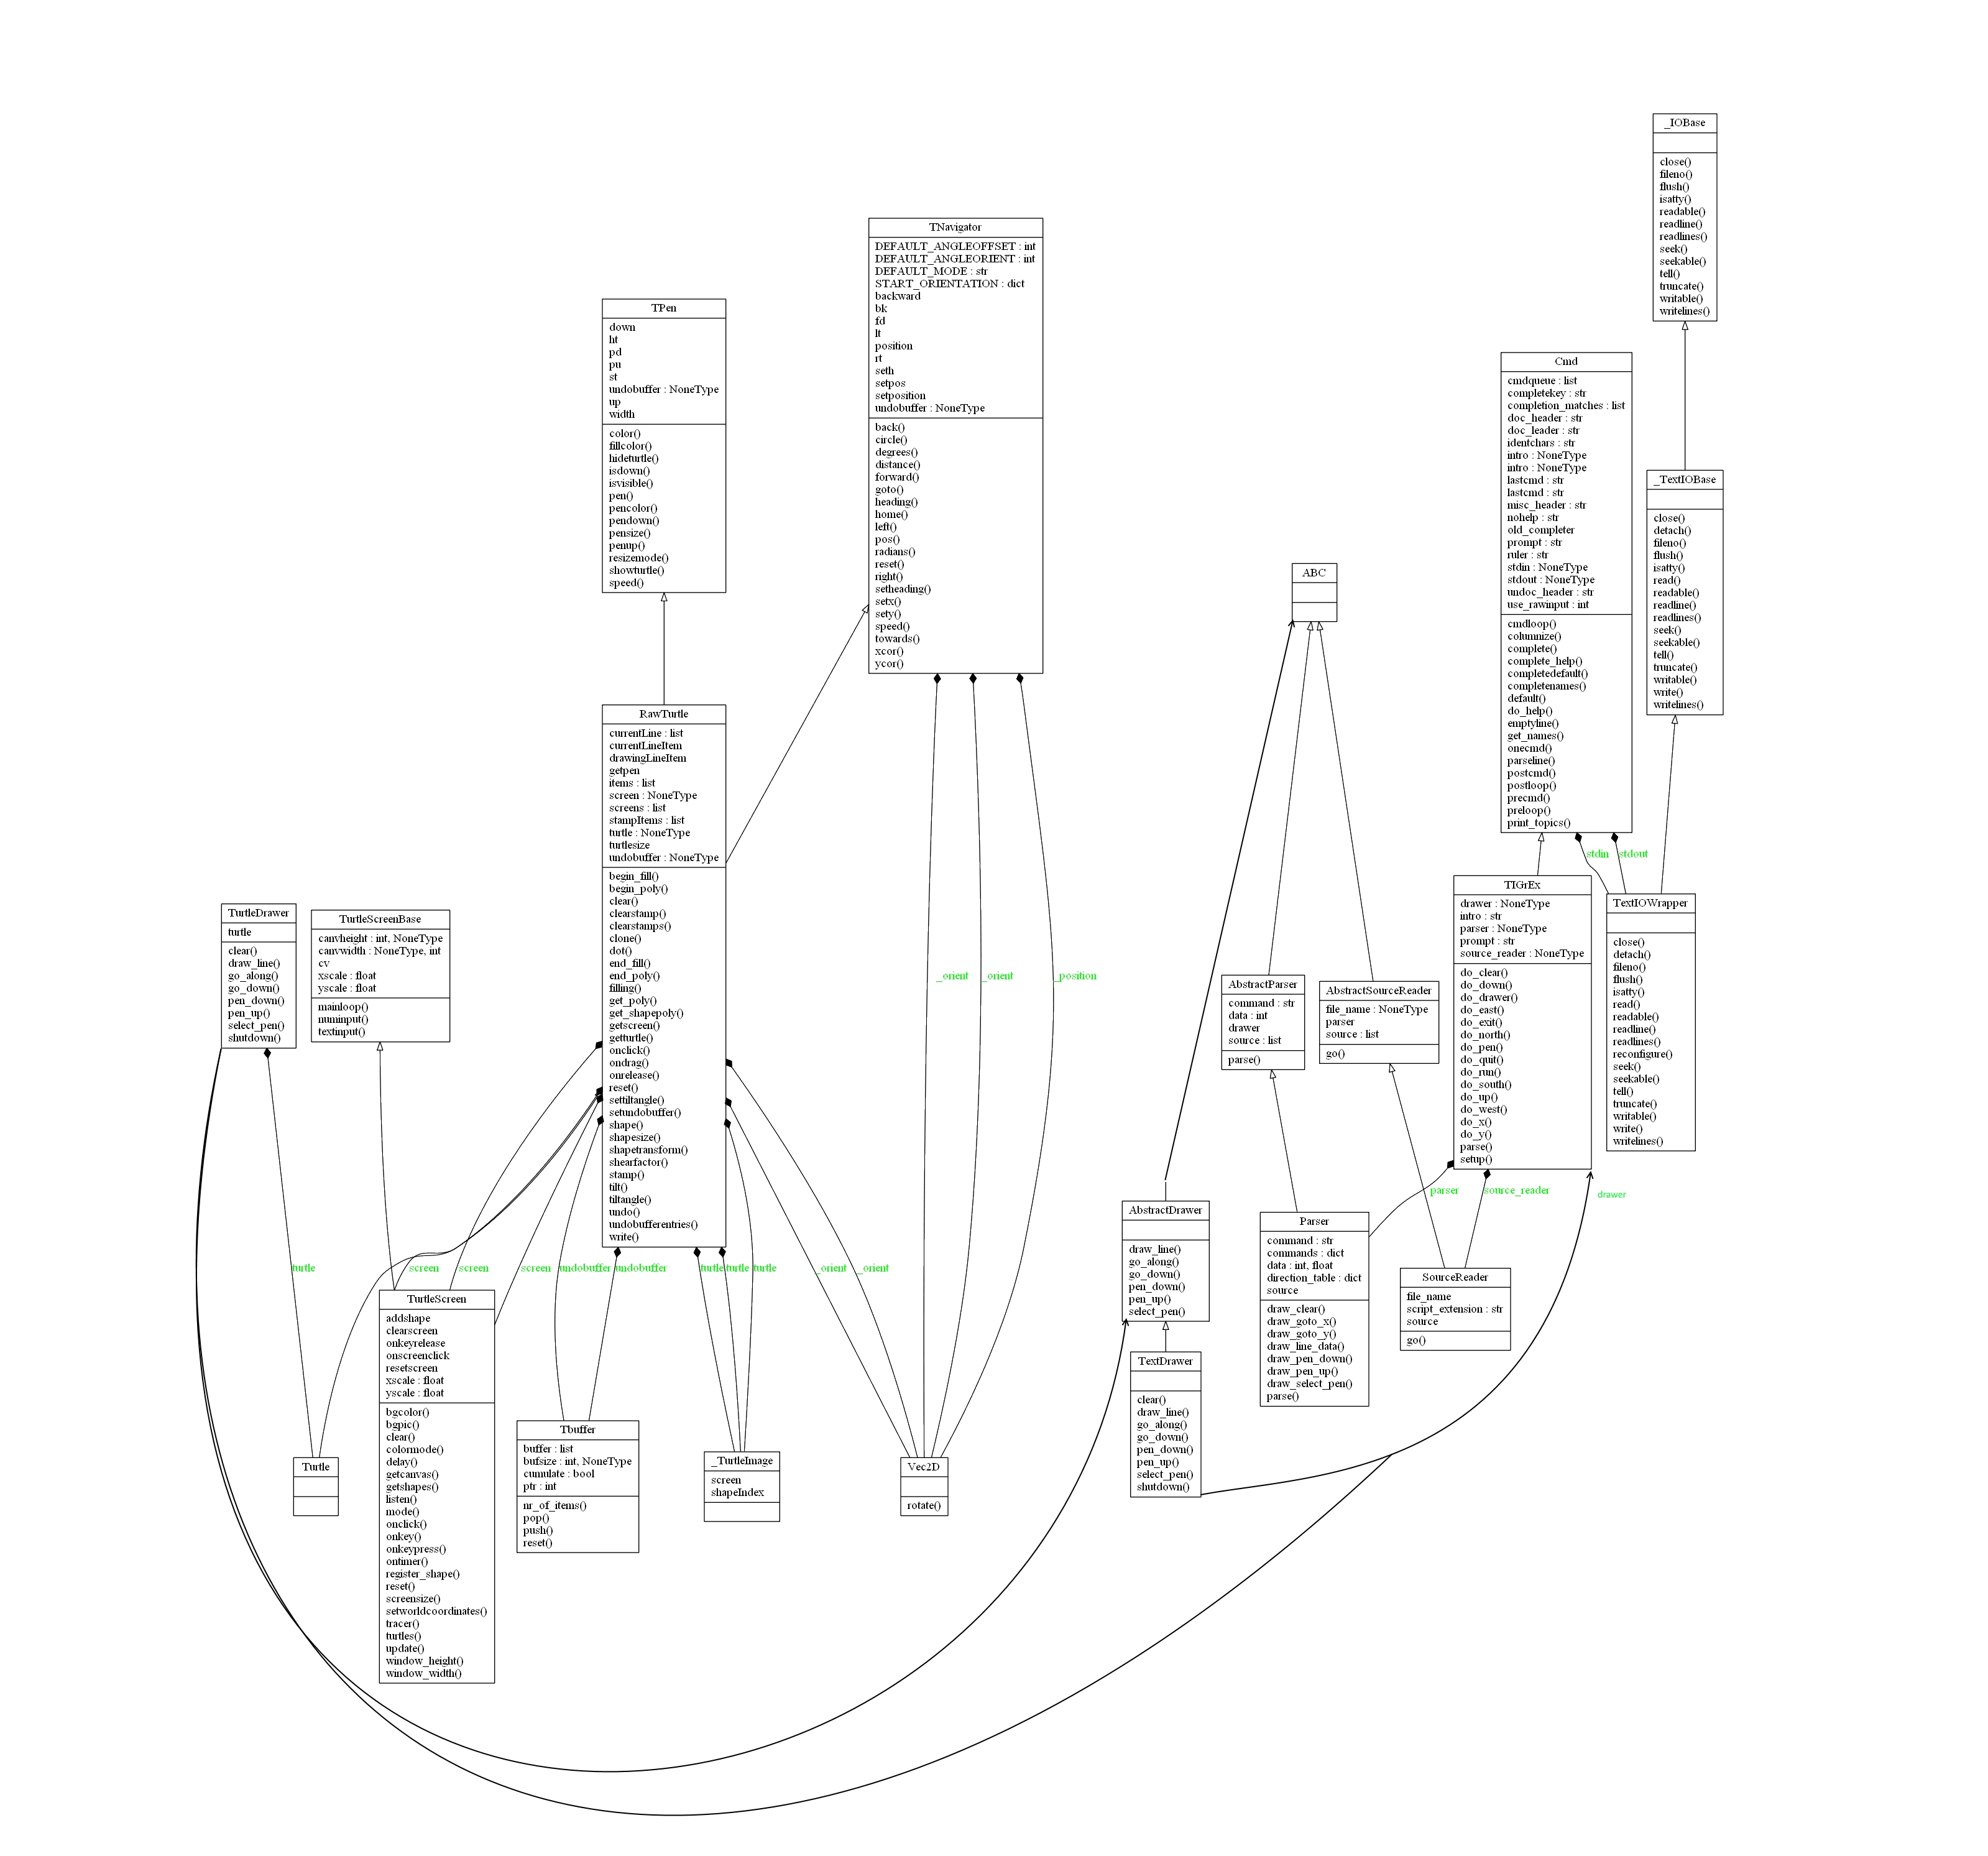 _IOBase
close()
fileno()
flush()
isatty()
readable()
readline()
readlines()
seek()
seekable()
tell()
truncate()
writable()
writelines()
TNavigator
DEFAULT_ANGLEOFFSET : int
DEFAULT_ANGLEORIENT : int
DEFAULT_MODE : str
START_ORIENTATION : dict
backward
bk
fd
lt
position
rt
seth
setpos
setposition
undobuffer : NoneType
back()
circle()
degrees()
distance()
forward()
goto()
heading()
home()
left()
pos()
radians()
reset()
right()
setheading()
setx()
sety()
speed()
towards()
xcor()
ycor()
TPen
down
ht
pd
pu
st
undobuffer : NoneType
up
width
color()
fillcolor()
hideturtle()
isdown()
isvisible()
pen()
pencolor()
pendown()
pensize()
penup()
resizemode()
showturtle()
speed()
Cmd
cmdqueue : list
completekey : str
completion_matches : list
doc_header : str
doc_leader : str
identchars : str
intro : NoneType
intro : NoneType
lastcmd : str
lastcmd : str
misc_header : str
nohelp : str
old_completer
prompt : str
ruler : str
stdin : NoneType
stdout : NoneType
undoc_header : str
use_rawinput : int
cmdloop()
columnize()
complete()
complete_help()
completedefault()
completenames()
default()
do_help()
emptyline()
get_names()
onecmd()
parseline()
postcmd()
postloop()
precmd()
preloop()
print_topics()
_TextIOBase
close()
detach()
fileno()
flush()
isatty()
read()
readable()
readline()
readlines()
seek()
seekable()
tell()
truncate()
writable()
write()
writelines()
ABC
RawTurtle
currentLine : list
currentLineItem
drawingLineItem
getpen
items : list
screen : NoneType
screens : list
stampItems : list
turtle : NoneType
turtlesize
undobuffer : NoneType
begin_fill()
begin_poly()
clear()
clearstamp()
clearstamps()
clone()
dot()
end_fill()
end_poly()
filling()
get_poly()
get_shapepoly()
getscreen()
getturtle()
onclick()
ondrag()
onrelease()
reset()
settiltangle()
setundobuffer()
shape()
shapesize()
shapetransform()
shearfactor()
stamp()
tilt()
tiltangle()
undo()
undobufferentries()
write()
stdin
stdout
TurtleDrawer
turtle
clear()
draw_line()
go_along()
go_down()
pen_down()
pen_up()
select_pen()
shutdown()
TurtleScreenBase
canvheight : int, NoneType
canvwidth : NoneType, int
cv
xscale : float
yscale : float
mainloop()
numinput()
textinput()
TIGrEx
drawer : NoneType
intro : str
parser : NoneType
prompt : str
source_reader : NoneType
do_clear()
do_down()
do_drawer()
do_east()
do_exit()
do_north()
do_pen()
do_quit()
do_run()
do_south()
do_up()
do_west()
do_x()
do_y()
parse()
setup()
TextIOWrapper
close()
detach()
fileno()
flush()
isatty()
read()
readable()
readline()
readlines()
reconfigure()
seek()
seekable()
tell()
truncate()
writable()
write()
writelines()
_orient
_orient
_position
AbstractParser
command : str
data : int
drawer
source : list
parse()
AbstractSourceReader
file_name : NoneType
parser
source : list
go()
parser
source_reader
drawer
AbstractDrawer
draw_line()
go_along()
go_down()
pen_down()
pen_up()
select_pen()
Parser
command : str
commands : dict
data : int, float
direction_table : dict
source
draw_clear()
draw_goto_x()
draw_goto_y()
draw_line_data()
draw_pen_down()
draw_pen_up()
draw_select_pen()
parse()
SourceReader
file_name
script_extension : str
source
go()
turtle
screen
screen
screen
undobuffer
undobuffer
turtle
turtle
turtle
_orient
_orient
TurtleScreen
addshape
clearscreen
onkeyrelease
onscreenclick
resetscreen
xscale : float
yscale : float
bgcolor()
bgpic()
clear()
colormode()
delay()
getcanvas()
getshapes()
listen()
mode()
onclick()
onkey()
onkeypress()
ontimer()
register_shape()
reset()
screensize()
setworldcoordinates()
tracer()
turtles()
update()
window_height()
window_width()
TextDrawer
clear()
draw_line()
go_along()
go_down()
pen_down()
pen_up()
select_pen()
shutdown()
Turtle
Tbuffer
buffer : list
bufsize : int, NoneType
cumulate : bool
ptr : int
nr_of_items()
pop()
push()
reset()
_TurtleImage
screen
shapeIndex
Vec2D
rotate()